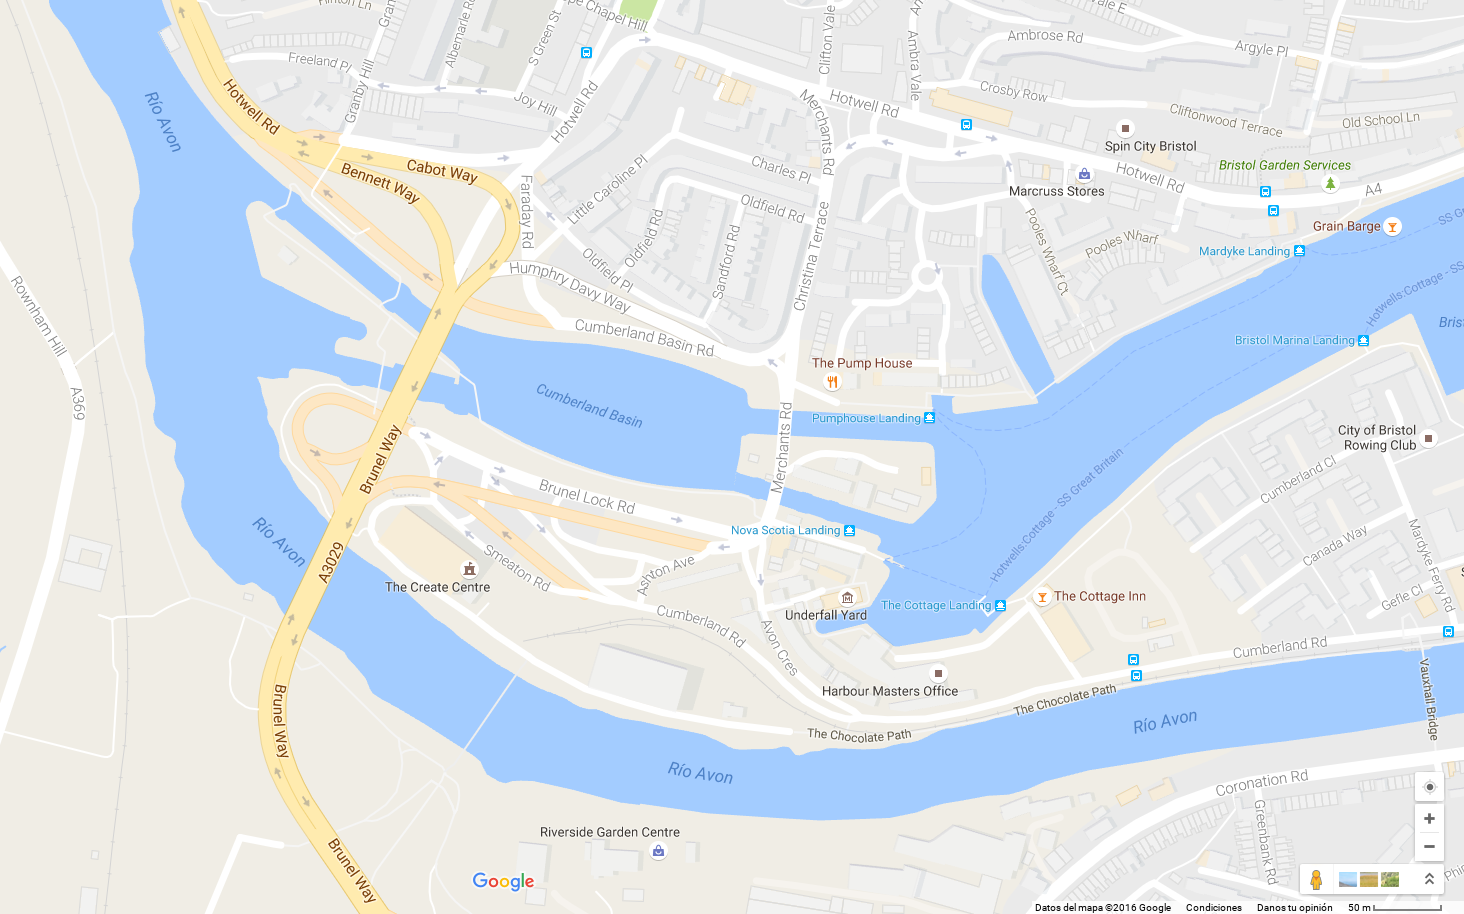 Hinton Ln
Albemarle R
S Green St
pe Chapel Hill
Clifton Vale
Ambra Vale
vale E
Ambrose Rd
Argyle Pl
Freeland Pl
Granby Hill
Joy Hill
Hotwell Rd
Hotwell Rd
Merchants Rd
Hotwell Rd
Crosby Row
Cliftonwood Terrace
Old School Ln
Río Avon
Spin City Bristol
Bristol Garden Services
Hotwell Rd
A4
Marcruss Stores
Cabot Way
Bennett Way
Faraday Rd
Little Caroline Pl
Charles Pl
Oldfield Rd
Oldfield Rd
Sandford Rd
Oldfield Pl
Christina Terrace
Pooles Wharf Ct
Pooles Wharf
Grain Barge
Mardyke Landing
Hotwells:Cottage - SS
SS Great
Humphry Davy Way
Cumberland Basin Rd
Rownham Hill
A369
The Pump House
Bristol Marina Landing
Brist
Cumberland Basin
Pumphouse Landing
Merchants Rd
City of Bristol
Rowing Club
Brunel Way
Brunel Lock Rd
Cumberland Cl
Hotwells:Cottage - SS Great Britain
Nova Scotia Landing
Canada Way
Mardyke Ferry Rd
Río Avon
A3029
Smeaton Rd
Ashton Ave
The Create Centre
Underfall Yard
The Cottage Landing
The Cottage Inn
Gefle Cl
S
Cumberland Rd
Avon Cres
Cumberland Rd
Harbour Masters Office
The Chocolate Path
Vauxhall Bridge
Brunel Way
The Chocolate Path
Río Avon
Río Avon
Coronation Rd
Greenbank Rd
Riverside Garden Centre
Brunel Way
Phi
Google
Datos del mapa ©2016 Google Condiciones Danos tu opinión 50 m